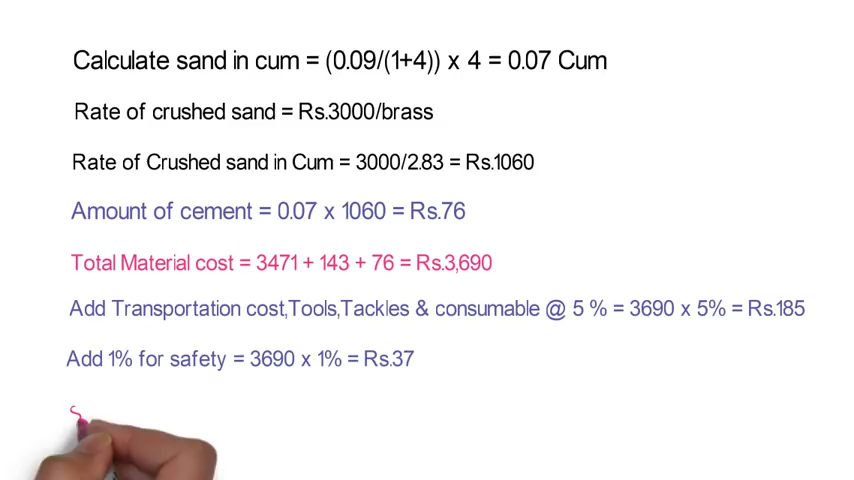 Calculate sand in cum = (0.09/(1+4)) x 4 = 0.07 Cum
Rate of crushed sand = Rs.3000/brass
Rate of Crushed sand in Cum = 3000/2.83 = Rs.1060
Amount of cement = 0.07 x 1060 = Rs.76
Total Material cost = 3471 + 143 + 76 = Rs.3,690
Add Transportation cost,Tools,Tackles & consumable @ 5 % = 3690 x 5% = Rs.185
Add 1% for safety = 3690 x 1% = Rs.37